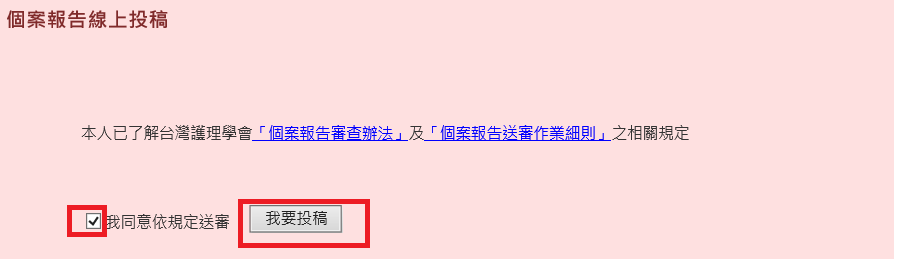 個案報告線上投稿
本人已了解台灣護理學會「個案報告審查辦法」及「個案報告送審作業細則」之相關規定
我同意依規定送審 我要投稿